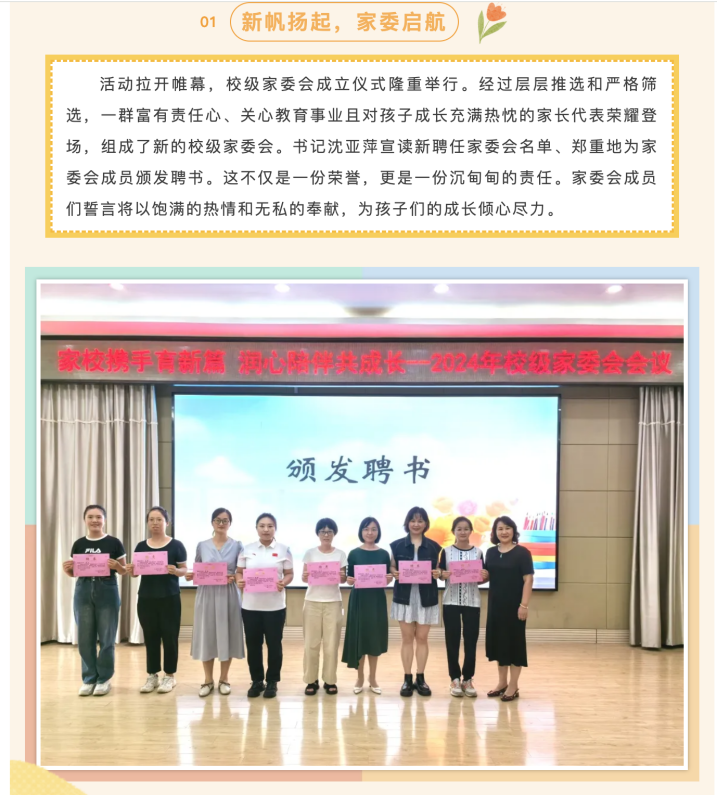 01 新帆扬起，家委启航
活动拉开帷幕，校级家委会成立仪式隆重举行。经过层层推选和严格筛
选，一群富有责任心、关心教育事业且对孩子成长充满热忱的家长代表荣耀登
场，组成了新的校级家委会。书记沈亚萍宣读新聘任家委会名单、郑重地为家
委会成员颁发聘书。这不仅是一份荣誉，更是一份沉甸甸的责任。家委会成员
们誓言将以饱满的热情和无私的奉献，为孩子们的成长倾心尽力。
家校携手育新篇 润心陪伴共成长—2024年校级家委会会议
颁发聘书
FILA